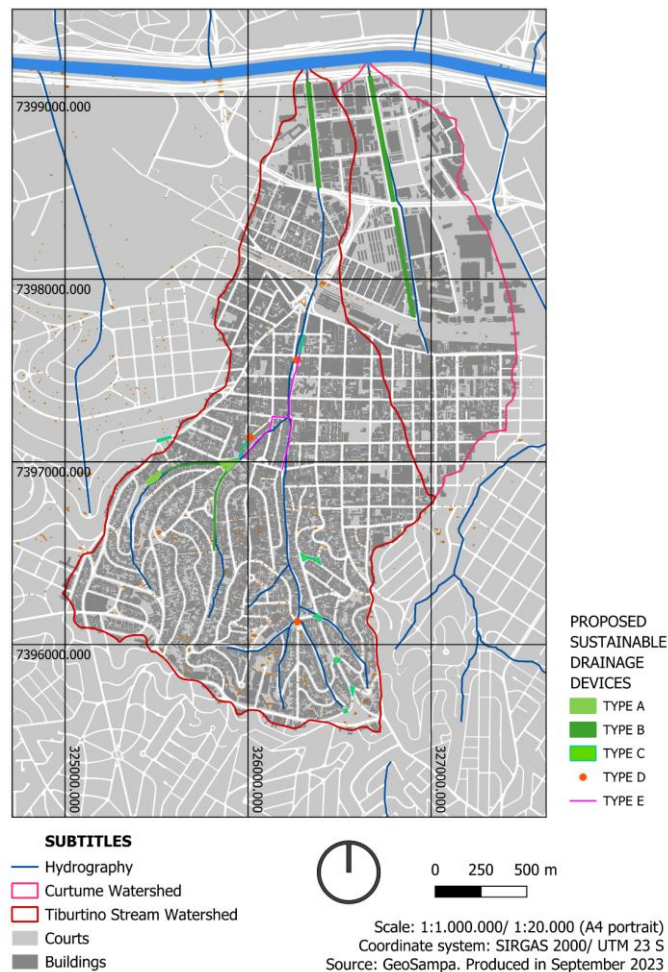 7399000.000
7398000.000
7397000.000
7396000.000
325000.000
326000.000
327000.000
PROPOSED
SUSTAINABLE
DRAINAGE
DEVICES
TYPE A
TYPE B
TYPE C
TYPE D
TYPE E
SUBTITLES
Hydrography
Curtume Watershed
Tiburtino Stream Watershed
Courts
Buildings
0 250 500 m
Scale: 1:1.000.000/ 1:20.000 (A4 portrait)
Coordinate system: SIRGAS 2000/ UTM 23 S
Source: GeoSampa. Produced in September 2023